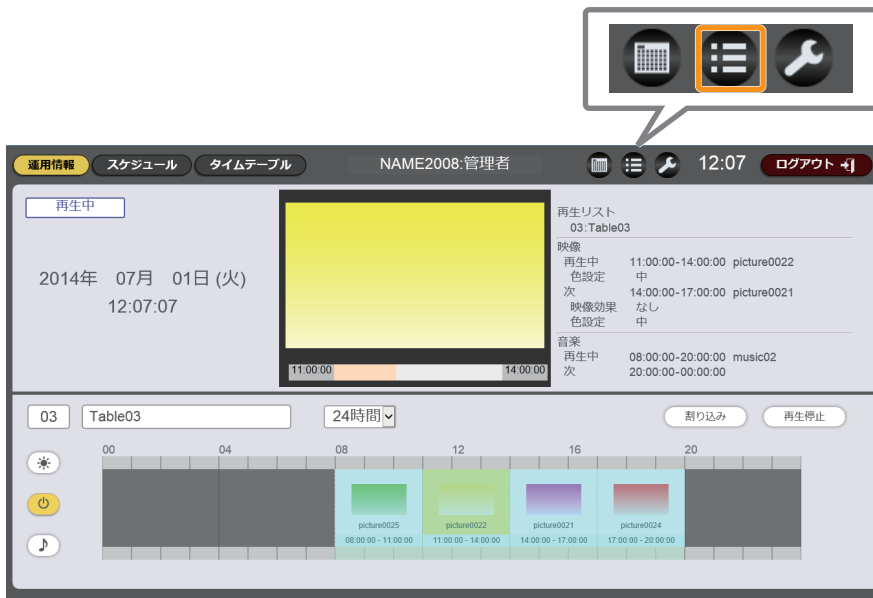 運用情報 スケジュール タイムテーブル NAME2008:管理者 12:07 ログアウト
再生中
2014年 07月 01日 (火)
12:07:07
11:00:00 14:00:00
再生リスト
03:Table03
映像
再生中 11:00:00-14:00:00 picture0022
色設定 中
次 14:00:00-17:00:00 picture0021
映像効果 なし
色設定 中
音楽
再生中 08:00:00-20:00:00 music02
次 20:00:00-00:00:00
03 Table03 24時間 割り込み 再生停止
00 04 08 12 16 20
picture0025 picture0022 picture0021 picture0024
08:00:00 - 11:00:00 11:00:00 - 14:00:00 14:00:00 - 17:00:00 17:00:00 - 20:00:00